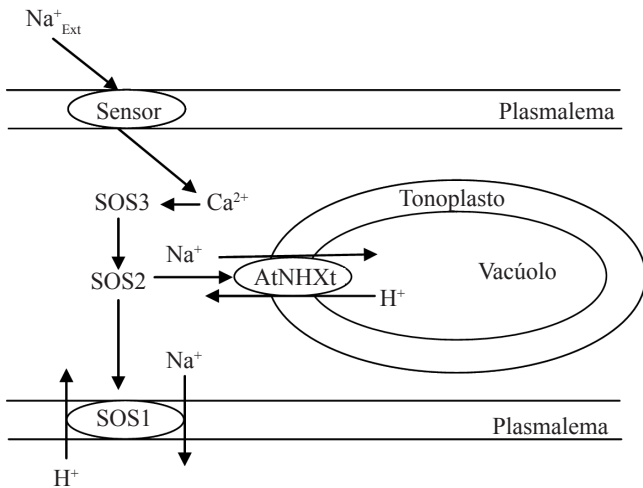 Na⁺Ext
Sensor
Plasmalema
Tonoplasto
SOS3
Ca²⁺
Na⁺
SOS2
AtNHXt
Vacúolo
H⁺
Na⁺
SOS1
Plasmalema
H⁺